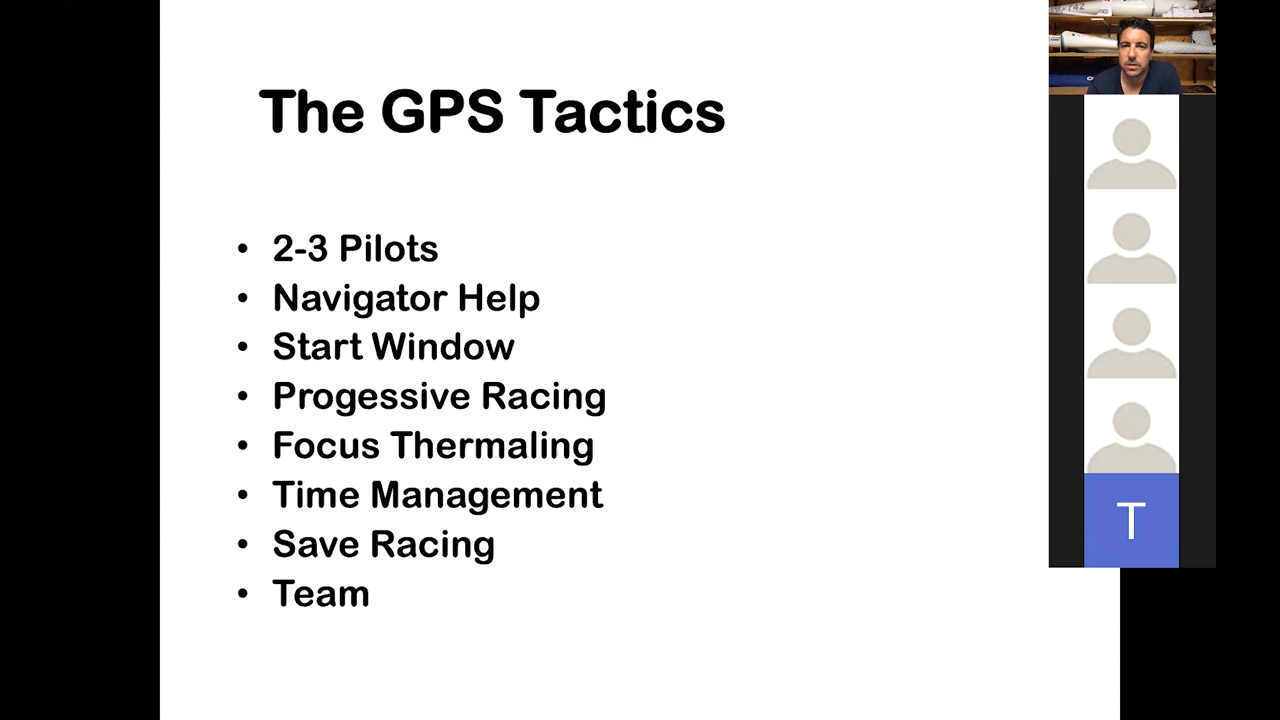 The GPS Tactics
• 2-3 Pilots
• Navigator Help
• Start Window
• Progessive Racing
• Focus Thermaling
• Time Management
• Save Racing
• Team
T